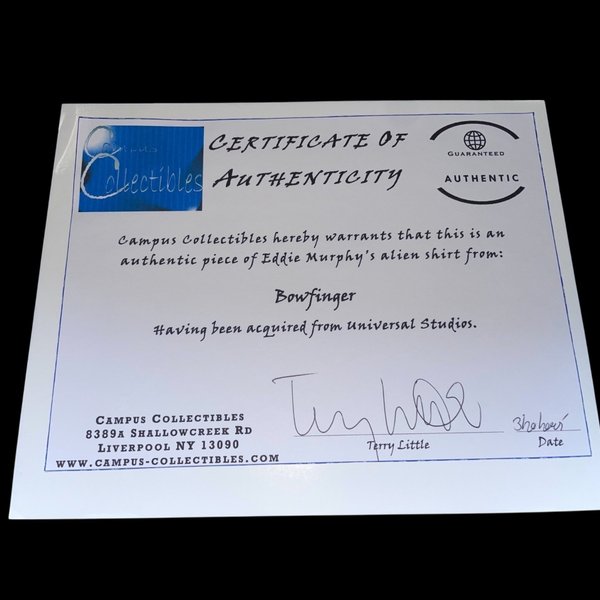 Campus
Collectibles
CERTIFICATE OF
AUTHENTICITY
GUARANTEED
AUTHENTIC
Campus Collectibles hereby warrants that this is an
authentic piece of Eddie Murphy's alien shirt from:
Bowfinger
Having been acquired from Universal Studios.
CAMPUS COLLECTIBLES
8389A SHALLOWCREEK RD
LIVERPOOL NY 13090
WWW.CAMPUS-COLLECTIBLES.COM
Terry Little
Date